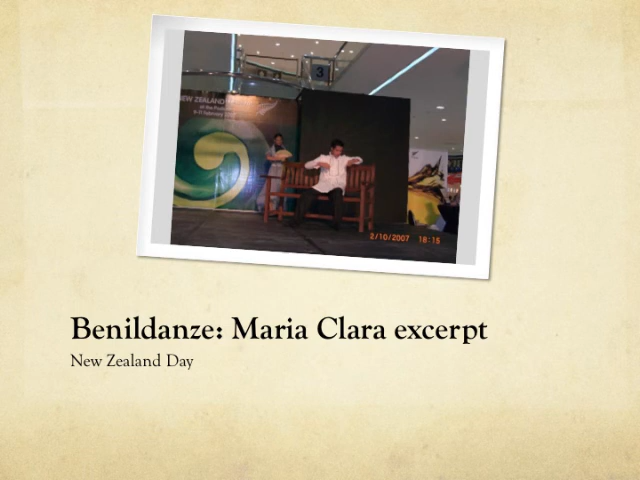 3
NEW ZEALAND
2/10/2007 18:15
Benildanze: Maria Clara excerpt
New Zealand Day